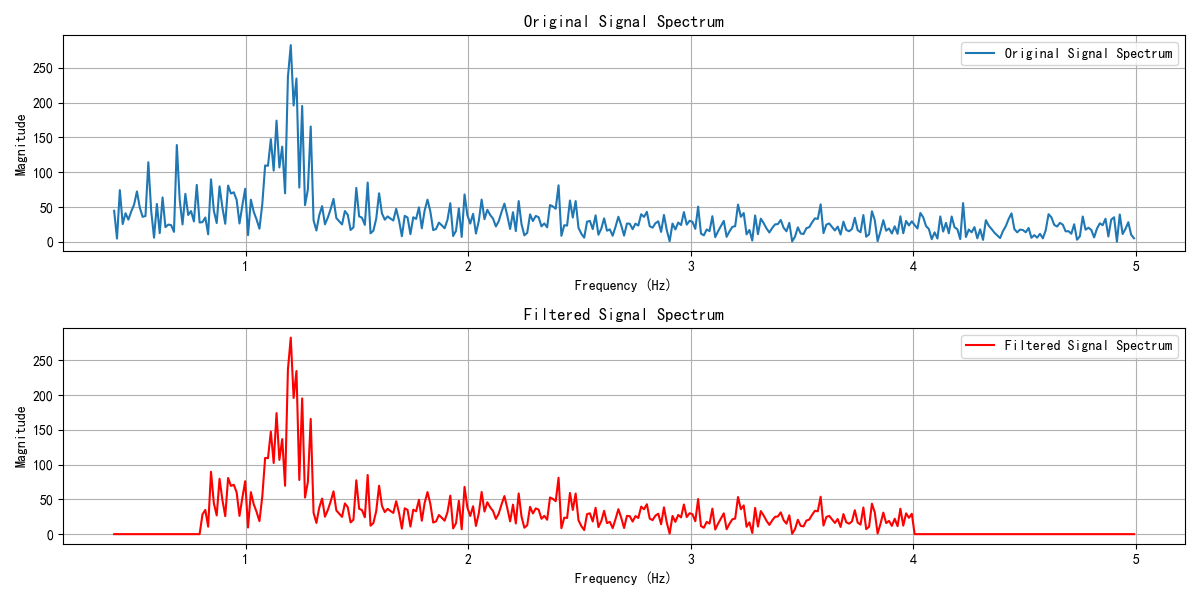 Original Signal Spectrum
Original Signal Spectrum
250
200
150
100
50
0
Magnitude
1 2 3 4 5
Frequency (Hz)
Filtered Signal Spectrum
Filtered Signal Spectrum
250
200
150
100
50
0
Magnitude
1 2 3 4 5
Frequency (Hz)